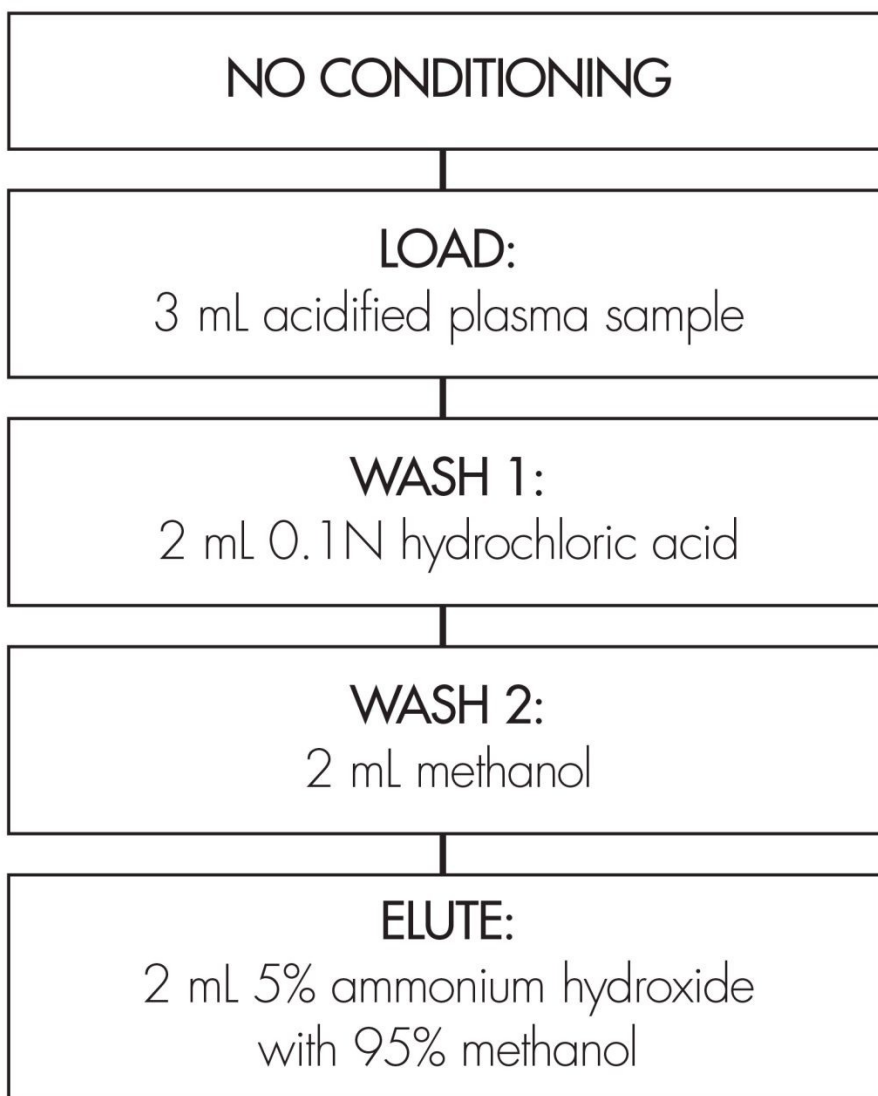 NO CONDITIONING
LOAD:
3 mL acidified plasma sample
WASH 1:
2 mL 0.1N hydrochloric acid
WASH 2:
2 mL methanol
ELUTE:
2 mL 5% ammonium hydroxide
with 95% methanol